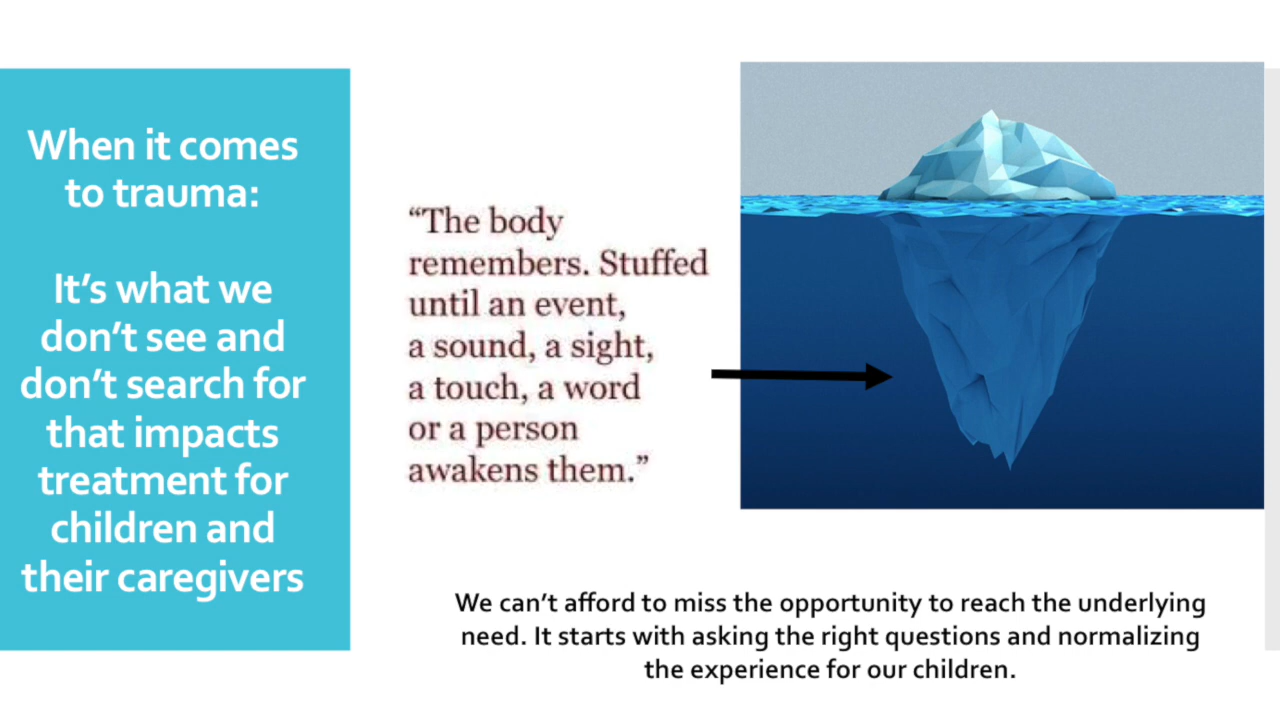 When it comes
to trauma:
It's what we
don't see and
don't search for
that impacts
treatment for
children and
their caregivers
“The body
remembers. Stuffed
until an event,
a sound, a sight,
a touch, a word
or a person
awakens them.”
We can't afford to miss the opportunity to reach the underlying
need. It starts with asking the right questions and normalizing
the experience for our children.